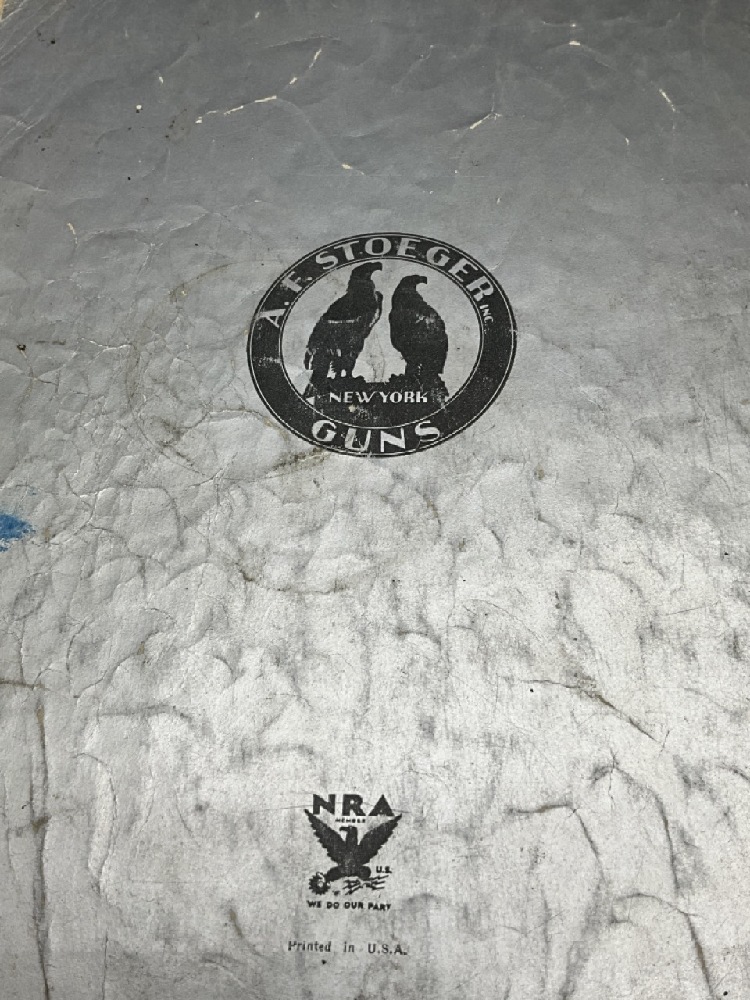 A. F. STOEGER INC.
NEW YORK
GUNS
NRA
MEMBER
U.S.
WE DO OUR PART
Printed in U.S.A.